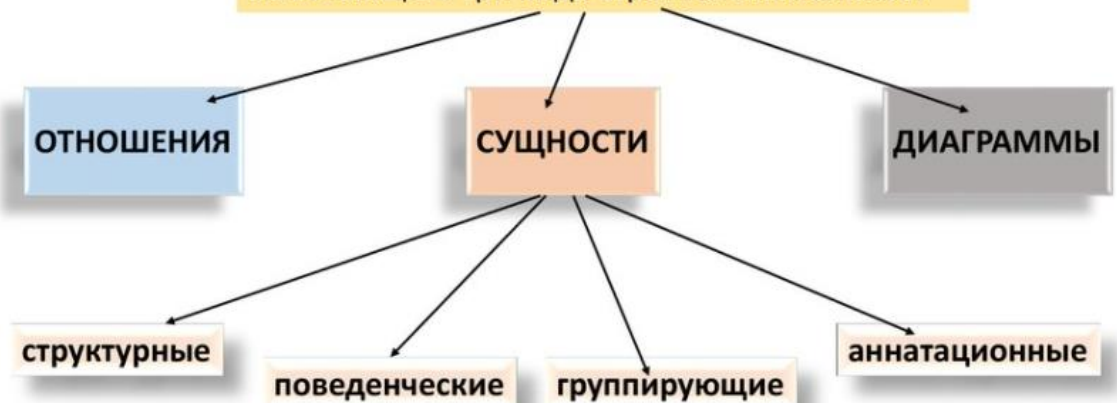 ОТНОШЕНИЯ
СУЩНОСТИ
ДИАГРАММЫ
структурные
аннатационные
поведенческие
группирующие